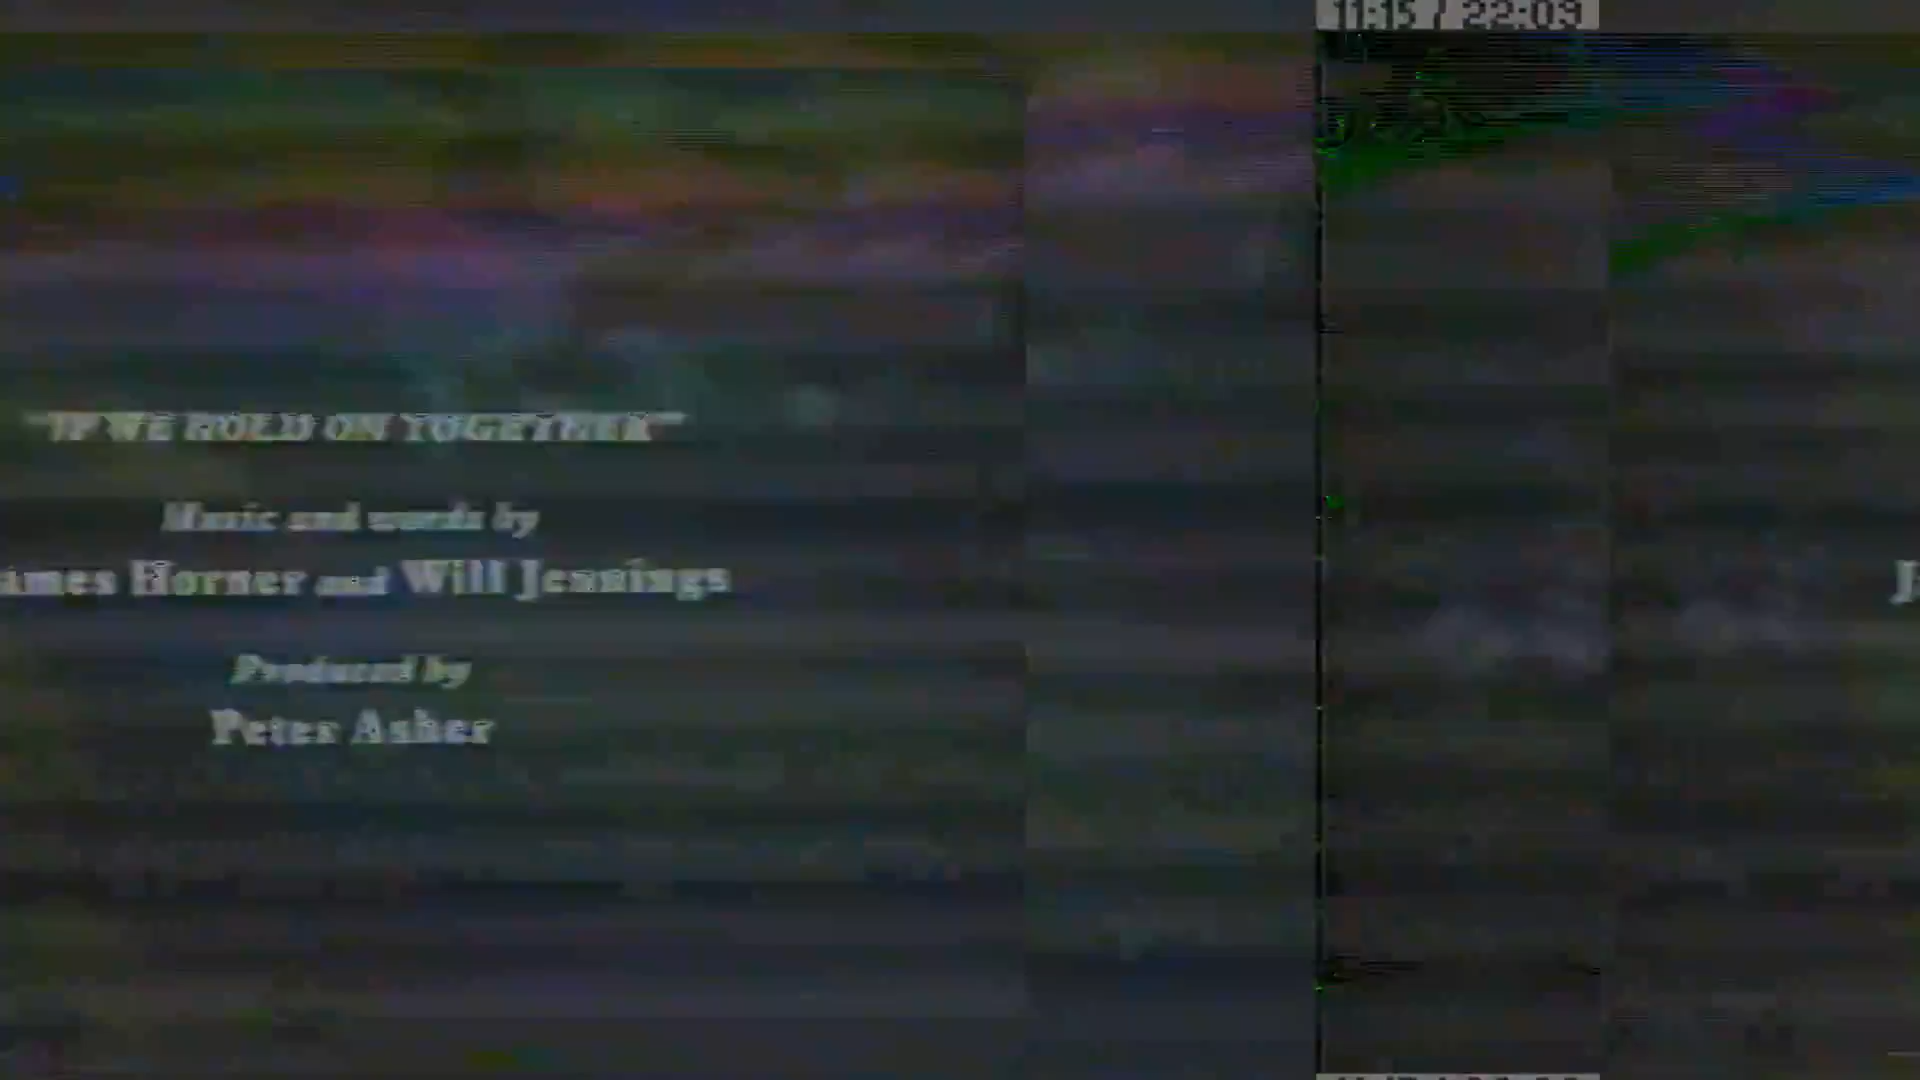 11:15 / 22:09
"IF WE HOLD ON TOGETHER"
Music and words by
ames Horner and Will Jennings
J
Produced by
Peter Asher